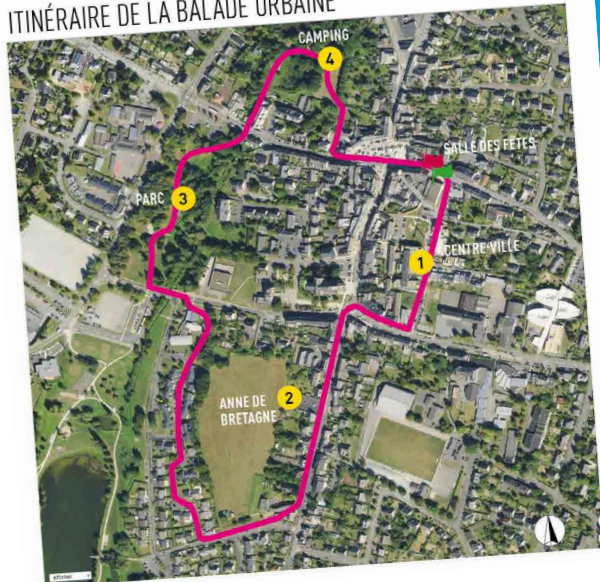 ITINÉRAIRE DE LA BALADE URBAINE
CAMPING
4
SALLE DES FÊTES
PARC
3
CENTRE-VILLE
1
ANNE DE
BRETAGNE
2
Afficher